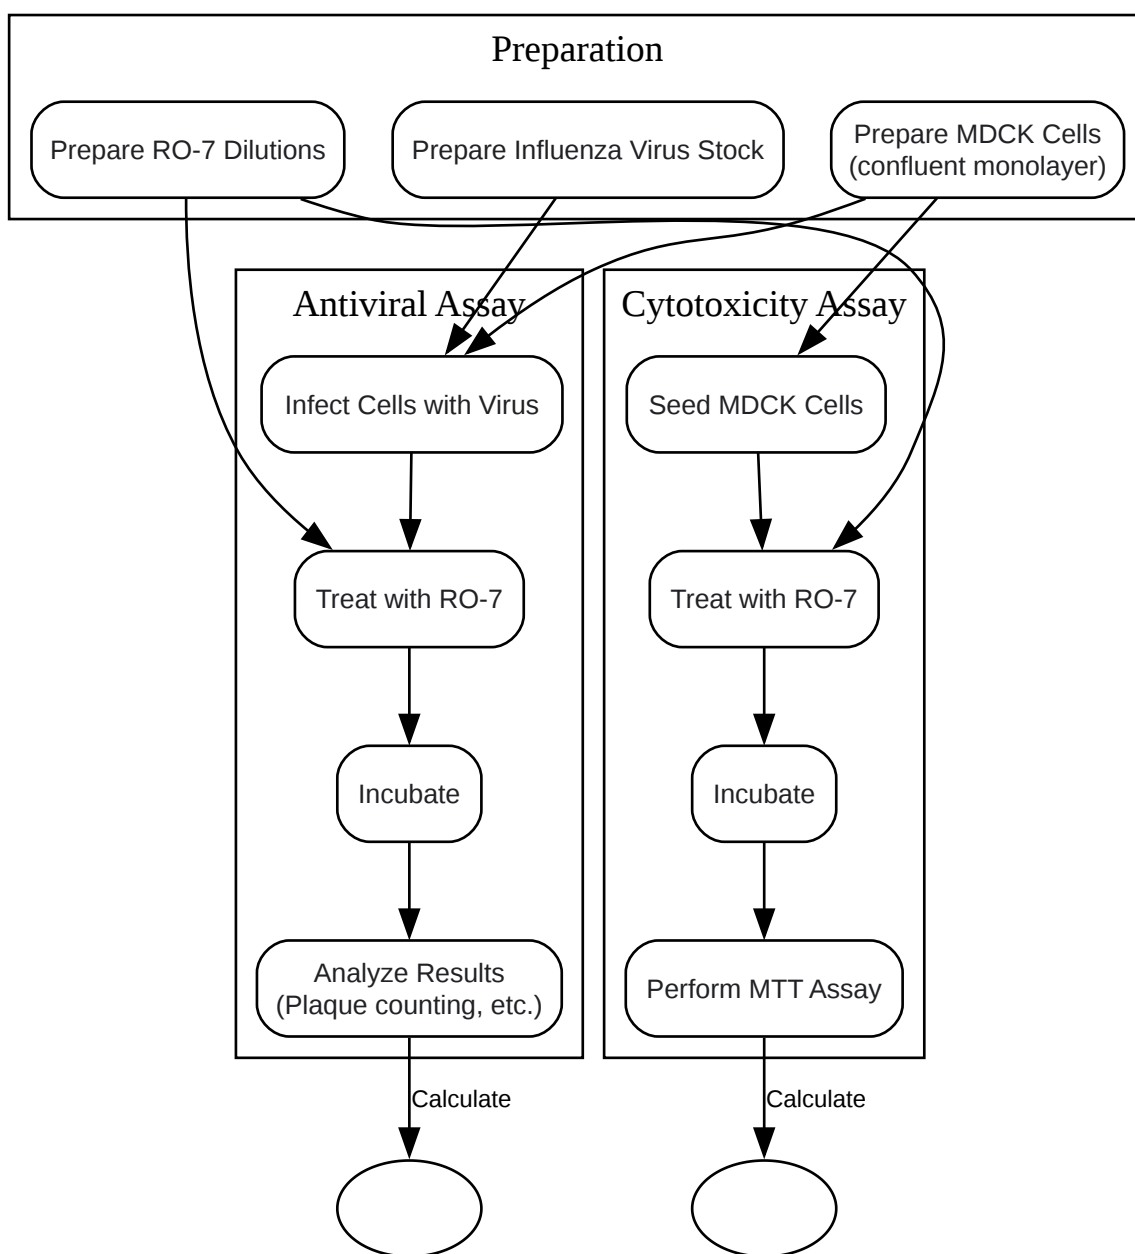 Preparation
Prepare RO-7 Dilutions
Prepare Influenza Virus Stock
Prepare MDCK Cells
(confluent monolayer)
Antiviral Assay
Cytotoxicity Assay
Infect Cells with Virus
Seed MDCK Cells
Treat with RO-7
Treat with RO-7
Incubate
Incubate
Analyze Results
(Plaque counting, etc.)
Perform MTT Assay
Calculate
Calculate